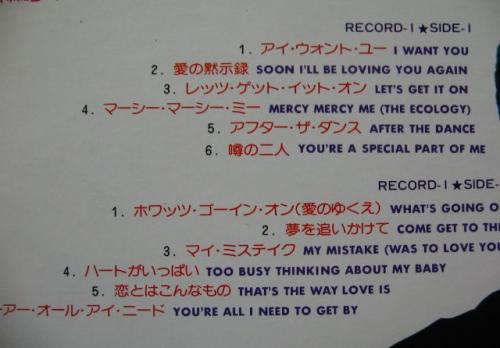 RECORD-1★SIDE-1
1. アイ・ウォント・ユー I WANT YOU
2. 愛の黙示録 SOON I'LL BE LOVING YOU AGAIN
3. レッツ・ゲット・イット・オン LET'S GET IT ON
4. マーシー・マーシー・ミー MERCY MERCY ME (THE ECOLOGY)
5. アフター・ザ・ダンス AFTER THE DANCE
6. 噂の二人 YOU'RE A SPECIAL PART OF ME
RECORD-1★SIDE-
1. ホワッツ・ゴーイン・オン(愛のゆくえ) WHAT'S GOING O
2. 夢を追いかけて COME GET TO TH
3. マイ・ミステイク MY MISTAKE (WAS TO LOVE YOU
4. ハートがいっぱい TOO BUSY THINKING ABOUT MY BABY
5. 恋とはこんなもの THAT'S THE WAY LOVE IS
アー・オール・アイ・ニード YOU'RE ALL I NEED TO GET BY